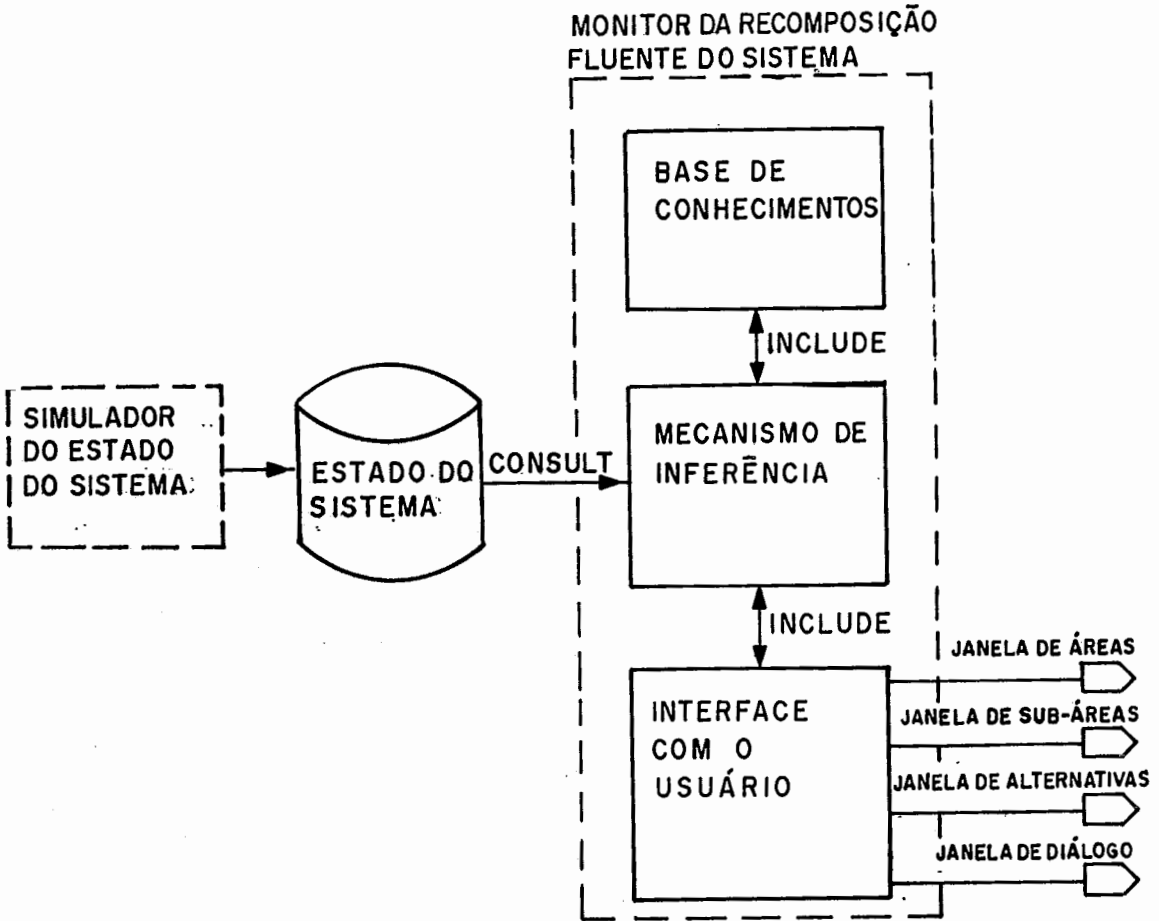 MONITOR DA RECOMPOSIÇÃO
FLUENTE DO SISTEMA
BASE DE
CONHECIMENTOS
INCLUDE
SIMULADOR
DO ESTADO
DO SISTEMA
ESTADO DO
SISTEMA
CONSULT
MECANISMO DE
INFERÊNCIA
INCLUDE
INTERFACE
COM O
USUÁRIO
JANELA DE ÁREAS
JANELA DE SUB-ÁREAS
JANELA DE ALTERNATIVAS
JANELA DE DIÁLOGO